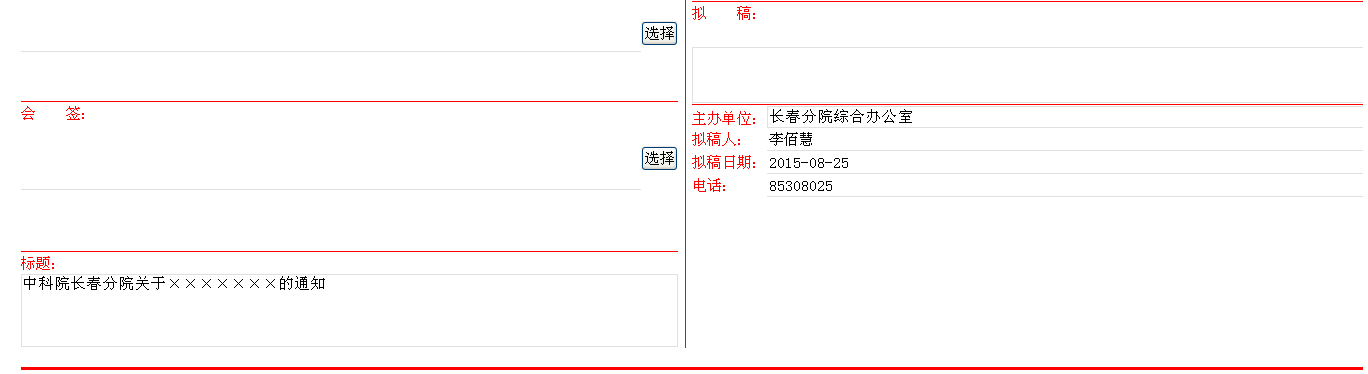 选择
会 签:
选择
标题:
中科院长春分院关于×××××××的通知
拟 稿:
主办单位: 长春分院综合办公室
拟稿人: 李佰慧
拟稿日期: 2015-08-25
电话: 85308025